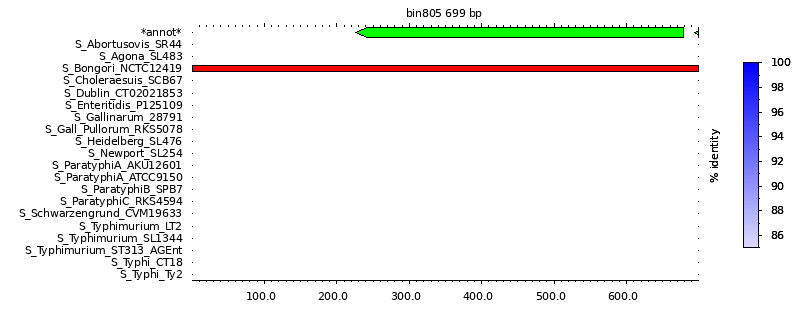 bin805 699 bp
*annot*
S_Abortusovis_SR44
S_Agona_SL483
S_Bongori_NCTC12419
S_Choleraesuis_SCB67
S_Dublin_CT02021853
S_Enteritidis_P125109
S_Gallinarum_28791
S_Gall_Pullorum_RKS5078
S_Heidelberg_SL476
S_Newport_SL254
S_ParatyphiA_AKU12601
S_ParatyphiA_ATCC9150
S_ParatyphiB_SPB7
S_ParatyphiC_RKS4594
S_Schwarzengrund_CVM19633
S_Typhimurium_LT2
S_Typhimurium_SL1344
S_Typhimurium_ST313_AGEnt
S_Typhi_CT18
S_Typhi_Ty2
100.0 200.0 300.0 400.0 500.0 600.0
% identity
100
98
96
94
92
90
88
86